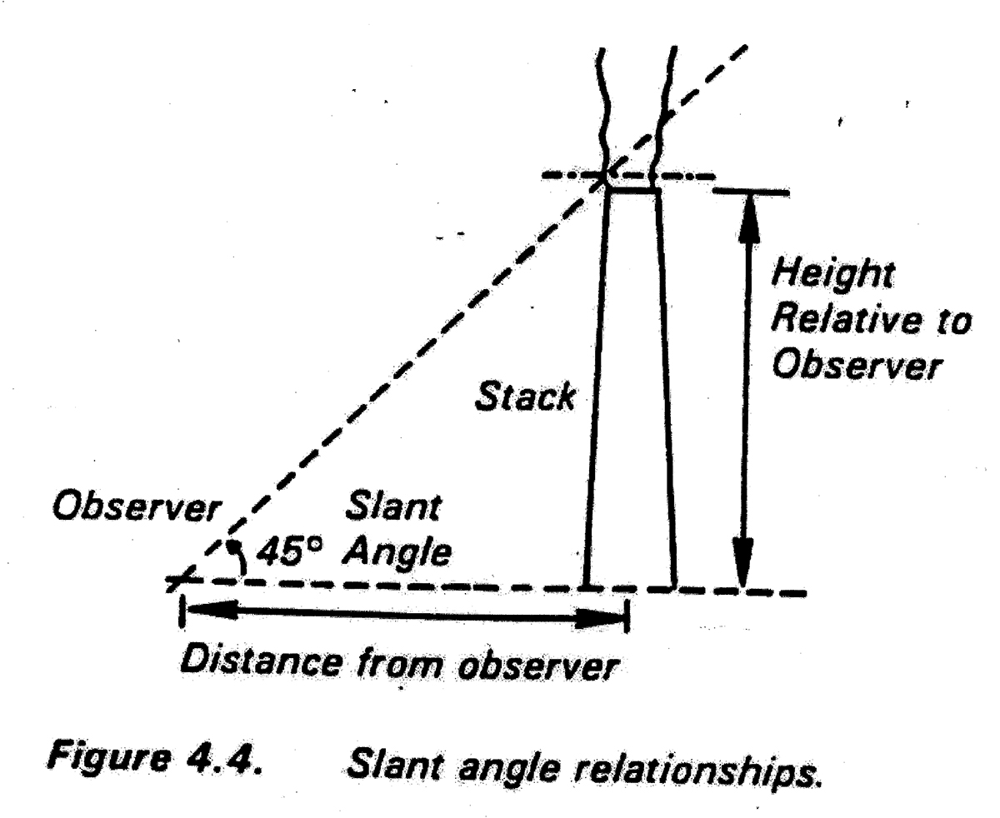 Height
Relative to
Observer
Stack
Observer
Slant
45° Angle
Distance from observer
Figure 4.4. Slant angle relationships.